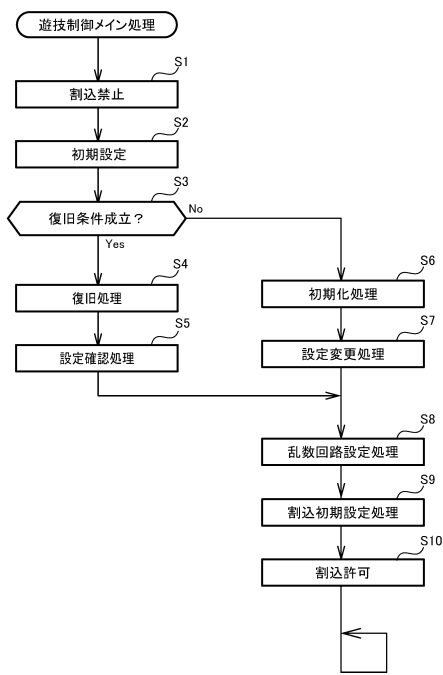 遊技制御メイン処理
S1
割込禁止
S2
初期設定
S3
復旧条件成立？
No
Yes
S4
復旧処理
S5
設定確認処理
S6
初期化処理
S7
設定変更処理
S8
乱数回路設定処理
S9
割込初期設定処理
S10
割込許可